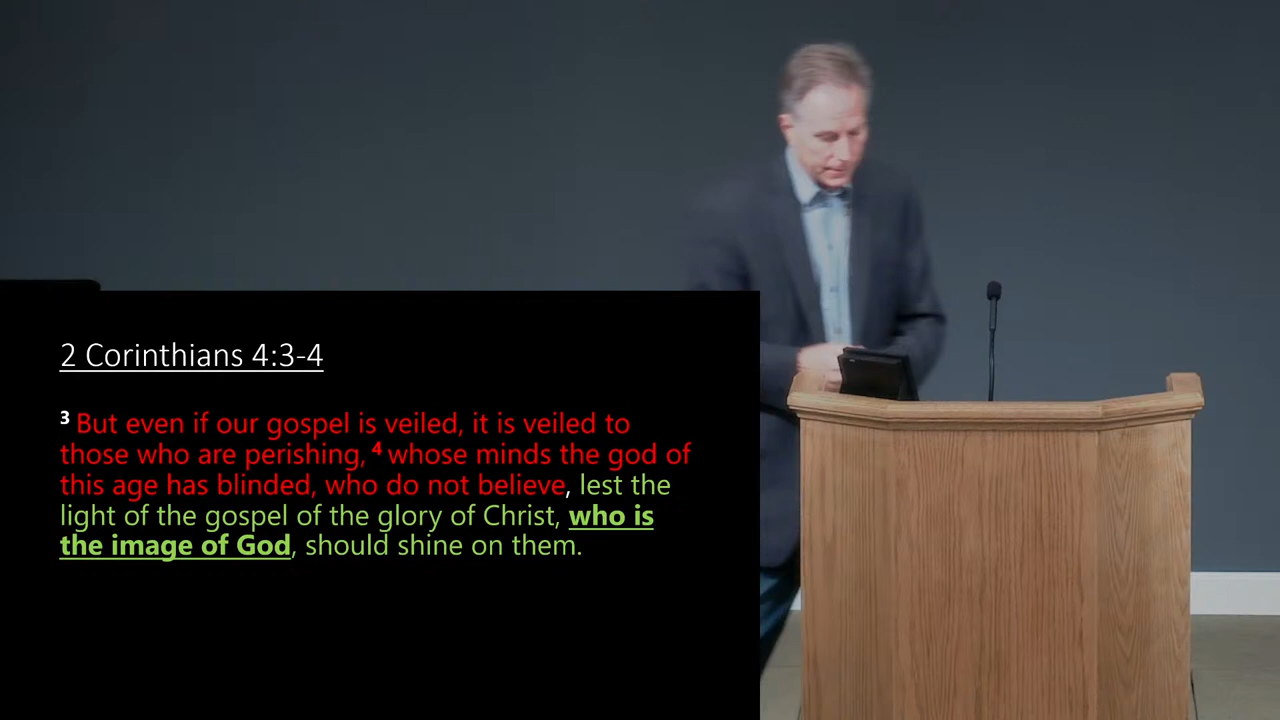 2 Corinthians 4:3-4
3 But even if our gospel is veiled, it is veiled to
those who are perishing, 4 whose minds the god of
this age has blinded, who do not believe, lest the
light of the gospel of the glory of Christ, who is
the image of God, should shine on them.